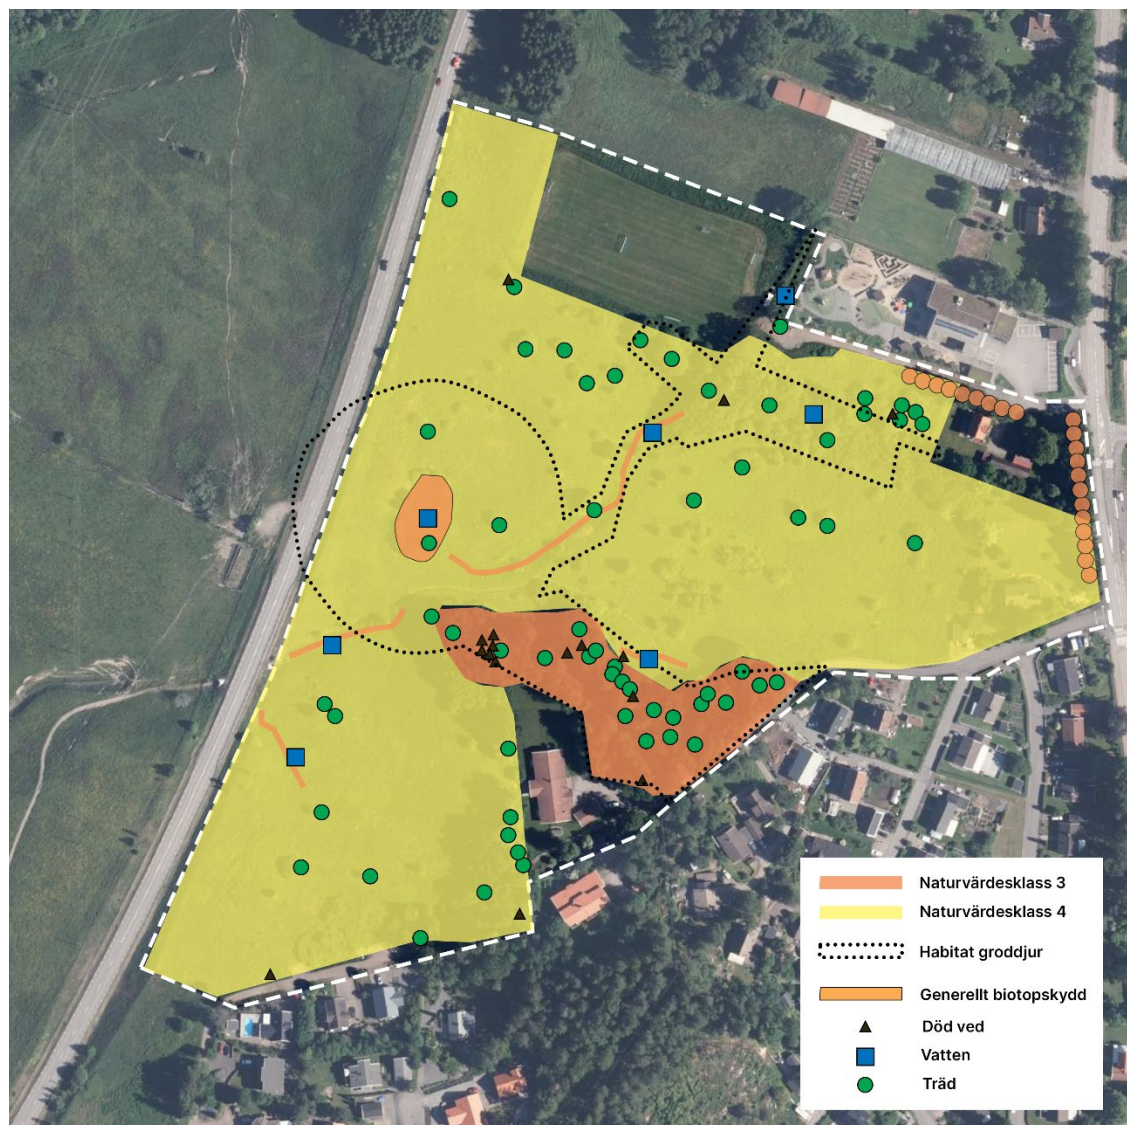 Naturvärdesklass 3
Naturvärdesklass 4
Habitat groddjur
Generellt biotopskydd
Död ved
Vatten
Träd